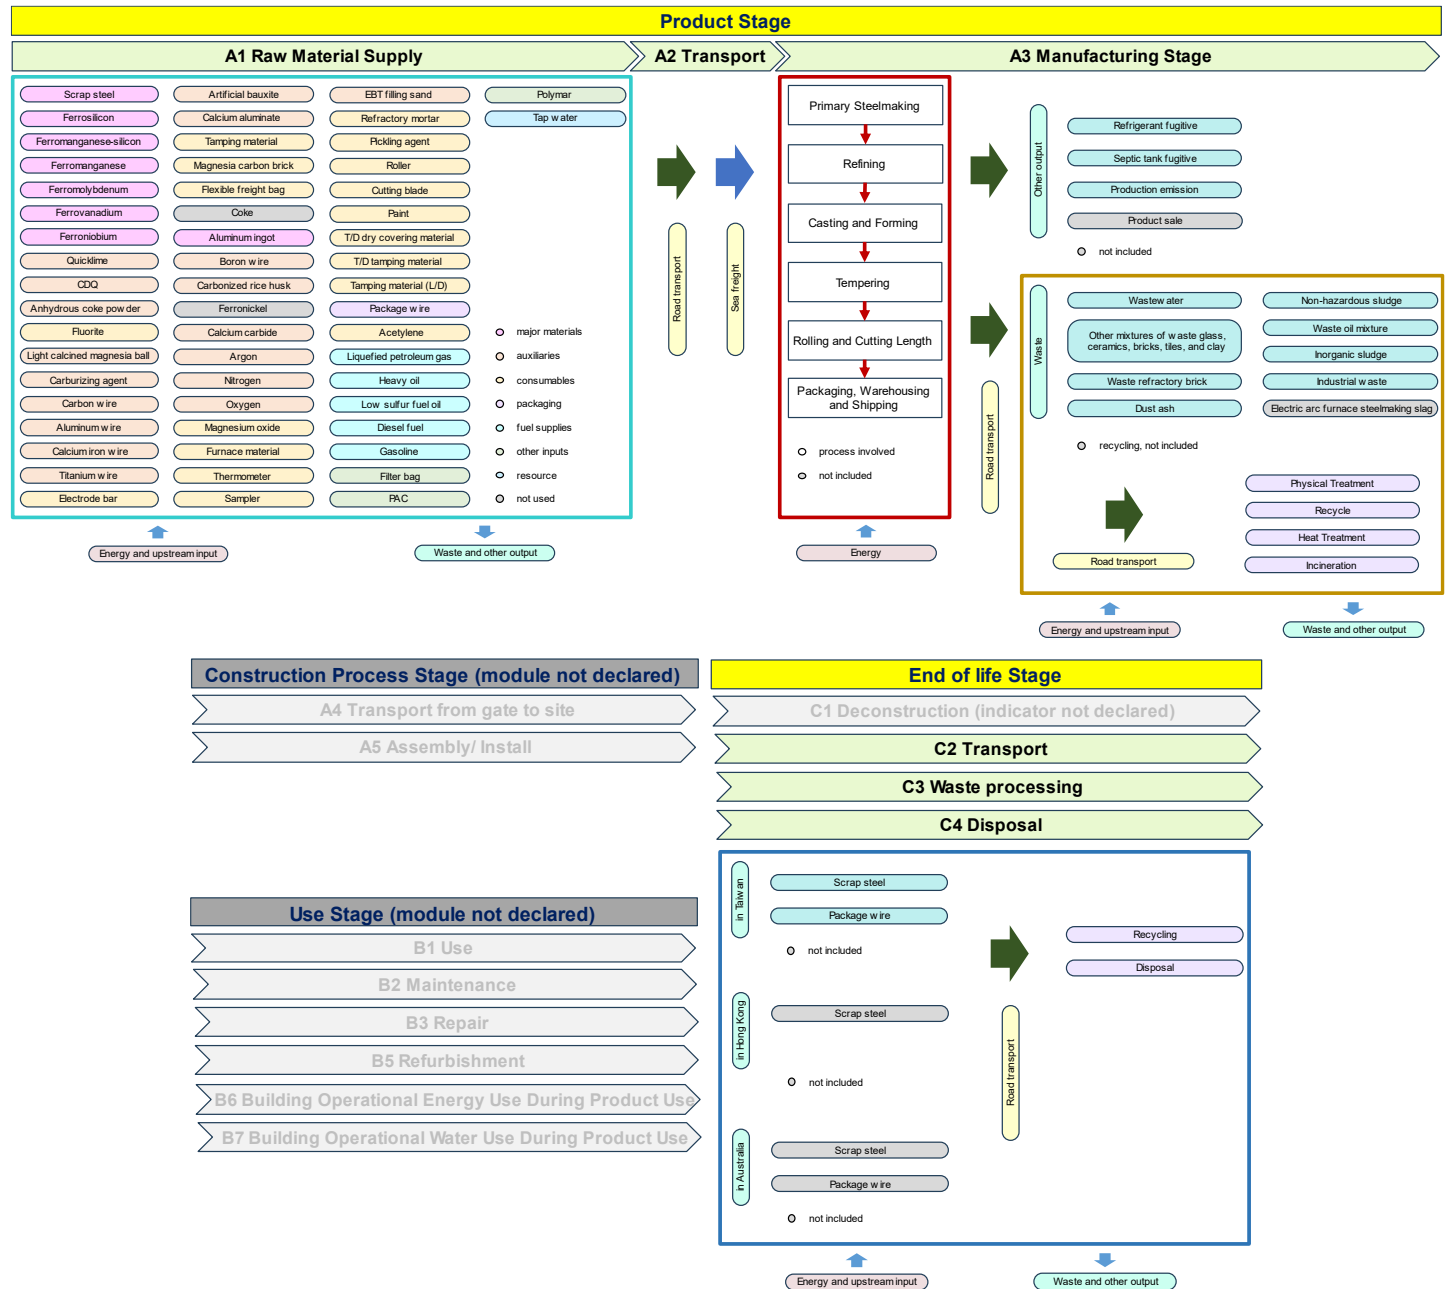 Product Stage
A1 Raw Material Supply
A2 Transport
A3 Manufacturing Stage
Scrap steel
Ferrosilicon
Ferromanganese-silicon
Ferromanganese
Ferromolybdenum
Ferrovanadium
Ferroniobium
Quicklime
CDQ
Anhydrous coke powder
Fluorite
Light calcined magnesia ball
Carburizing agent
Carbon wire
Aluminum wire
Calcium iron wire
Titanium wire
Electrode bar
Artificial bauxite
Calcium aluminate
Tamping material
Magnesia carbon brick
Flexible freight bag
Coke
Aluminum ingot
Boron wire
Carbonized rice husk
Ferronickel
Calcium carbide
Argon
Nitrogen
Oxygen
Magnesium oxide
Furnace material
Thermometer
Sampler
EBT filling sand
Refractory mortar
Pickling agent
Roller
Cutting blade
Paint
T/D dry covering material
T/D tamping material
Tamping material (L/D)
Package wire
Acetylene
Liquefied petroleum gas
Heavy oil
Low sulfur fuel oil
Diesel fuel
Gasoline
Filter bag
PAC
Polymar
Tap water
major materials
auxiliaries
consumables
packaging
fuel supplies
other inputs
resource
not used
Energy and upstream input
Waste and other output
Road transport
Sea freight
Primary Steelmaking
Refining
Casting and Forming
Tempering
Rolling and Cutting Length
Packaging, Warehousing
and Shipping
process involved
not included
Energy
Road transport
Other output
Refrigerant fugitive
Septic tank fugitive
Production emission
Product sale
not included
Waste
Wastewater
Other mixtures of waste glass,
ceramics, bricks, tiles, and clay
Waste refractory brick
Dust ash
Non-hazardous sludge
Waste oil mixture
Inorganic sludge
Industrial waste
Electric arc furnace steelmaking slag
recycling, not included
Road transport
Physical Treatment
Recycle
Heat Treatment
Incineration
Energy and upstream input
Waste and other output
Construction Process Stage (module not declared)
A4 Transport from gate to site
A5 Assembly/ Install
Use Stage (module not declared)
B1 Use
B2 Maintenance
B3 Repair
B5 Refurbishment
B6 Building Operational Energy Use During Product Use
B7 Building Operational Water Use During Product Use
End of life Stage
C1 Deconstruction (indicator not declared)
C2 Transport
C3 Waste processing
C4 Disposal
in Taiwan
Scrap steel
Package wire
not included
in Hong Kong
Scrap steel
not included
in Australia
Scrap steel
Package wire
not included
Road transport
Recycling
Disposal
Energy and upstream input
Waste and other output